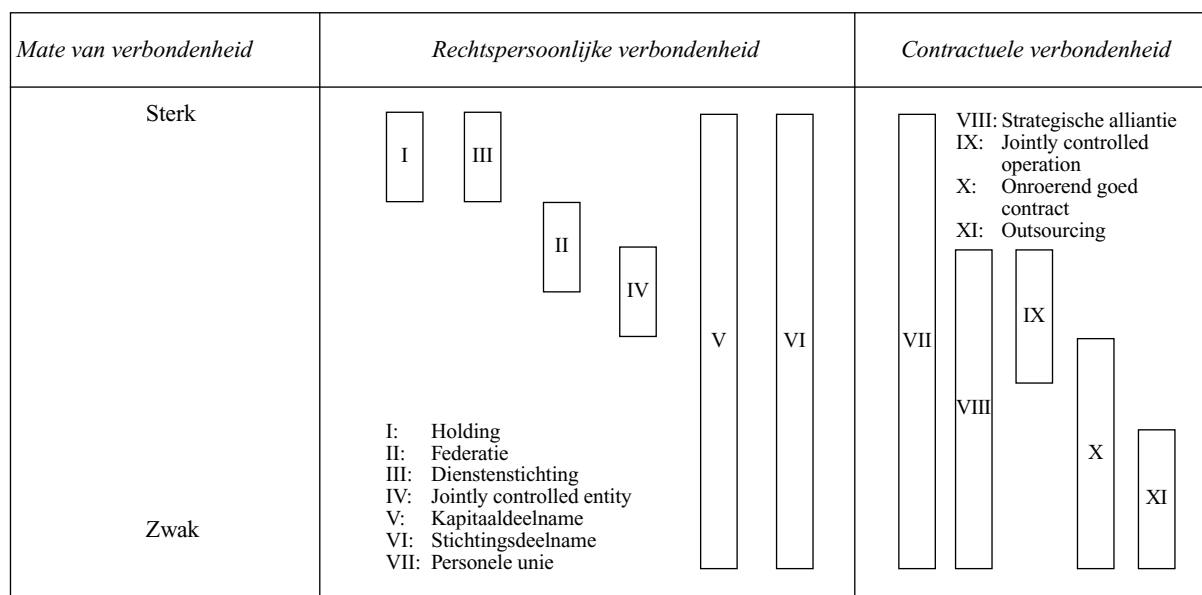 Mate van verbondenheid
Rechtspersoonlijke verbondenheid
Contractuele verbondenheid
Sterk
Zwak
I
III
II
IV
V
VI
I: Holding
II: Federatie
III: Dienstenstichting
IV: Jointly controlled entity
V: Kapitaaldeelname
VI: Stichtingsdeelname
VII: Personele unie
VIII: Strategische alliantie
IX: Jointly controlled
operation
X: Onroerend goed
contract
XI: Outsourcing
VII
VIII
IX
X
XI